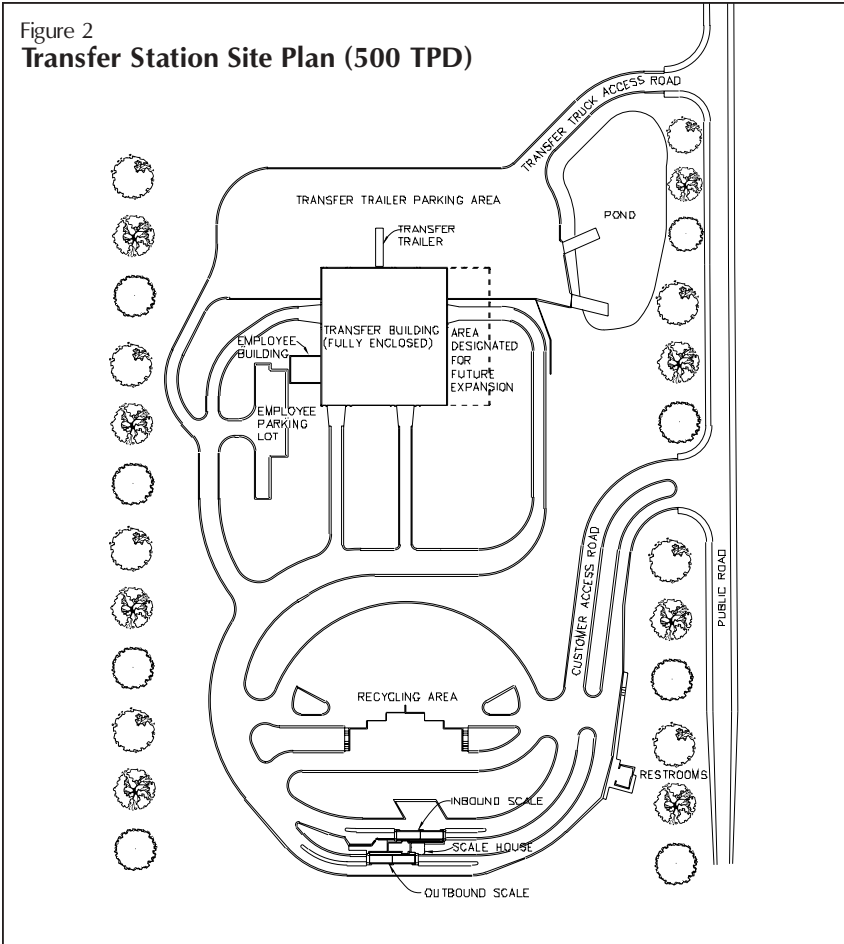 Figure 2
Transfer Station Site Plan (500 TPD)
TRANSFER TRUCK ACCESS ROAD
TRANSFER TRAILER PARKING AREA
POND
TRANSFER
TRAILER
TRANSFER BUILDING
(FULLY ENCLOSED)
EMPLOYEE
BUILDING
AREA
DESIGNATED
FOR
FUTURE
EXPANSION
EMPLOYEE
PARKING
LOT
CUSTOMER ACCESS ROAD
PUBLIC ROAD
RECYCLING AREA
RESTROOMS
INBOUND SCALE
SCALE HOUSE
OUTBOUND SCALE